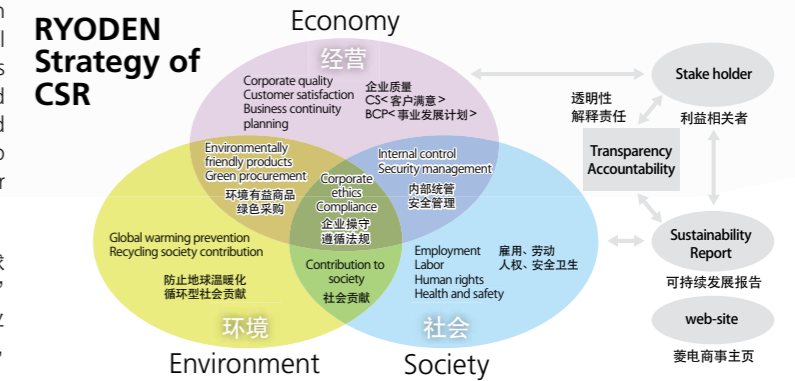 RYODEN
Strategy of
CSR
Economy
经营
Corporate quality
Customer satisfaction
Business continuity
planning
企业质量
CS<客户满意>
BCP<事业发展计划>
Environmentally
friendly products
Green procurement
环境有益商品
绿色采购
Internal control
Security management
内部统管
安全管理
Corporate
ethics
Compliance
企业操守
遵循法规
Global warming prevention
Recycling society contribution
防止地球温暖化
循环型社会贡献
环境
Environment
Contribution to
society
社会贡献
Employment
Labor
Human rights
Health and safety
雇用、劳动
人权、安全卫生
社会
Society
Stake holder
利益相关者
透明性
解释责任
Transparency
Accountability
Sustainability
Report
可持续发展报告
web-site
菱电商事主页